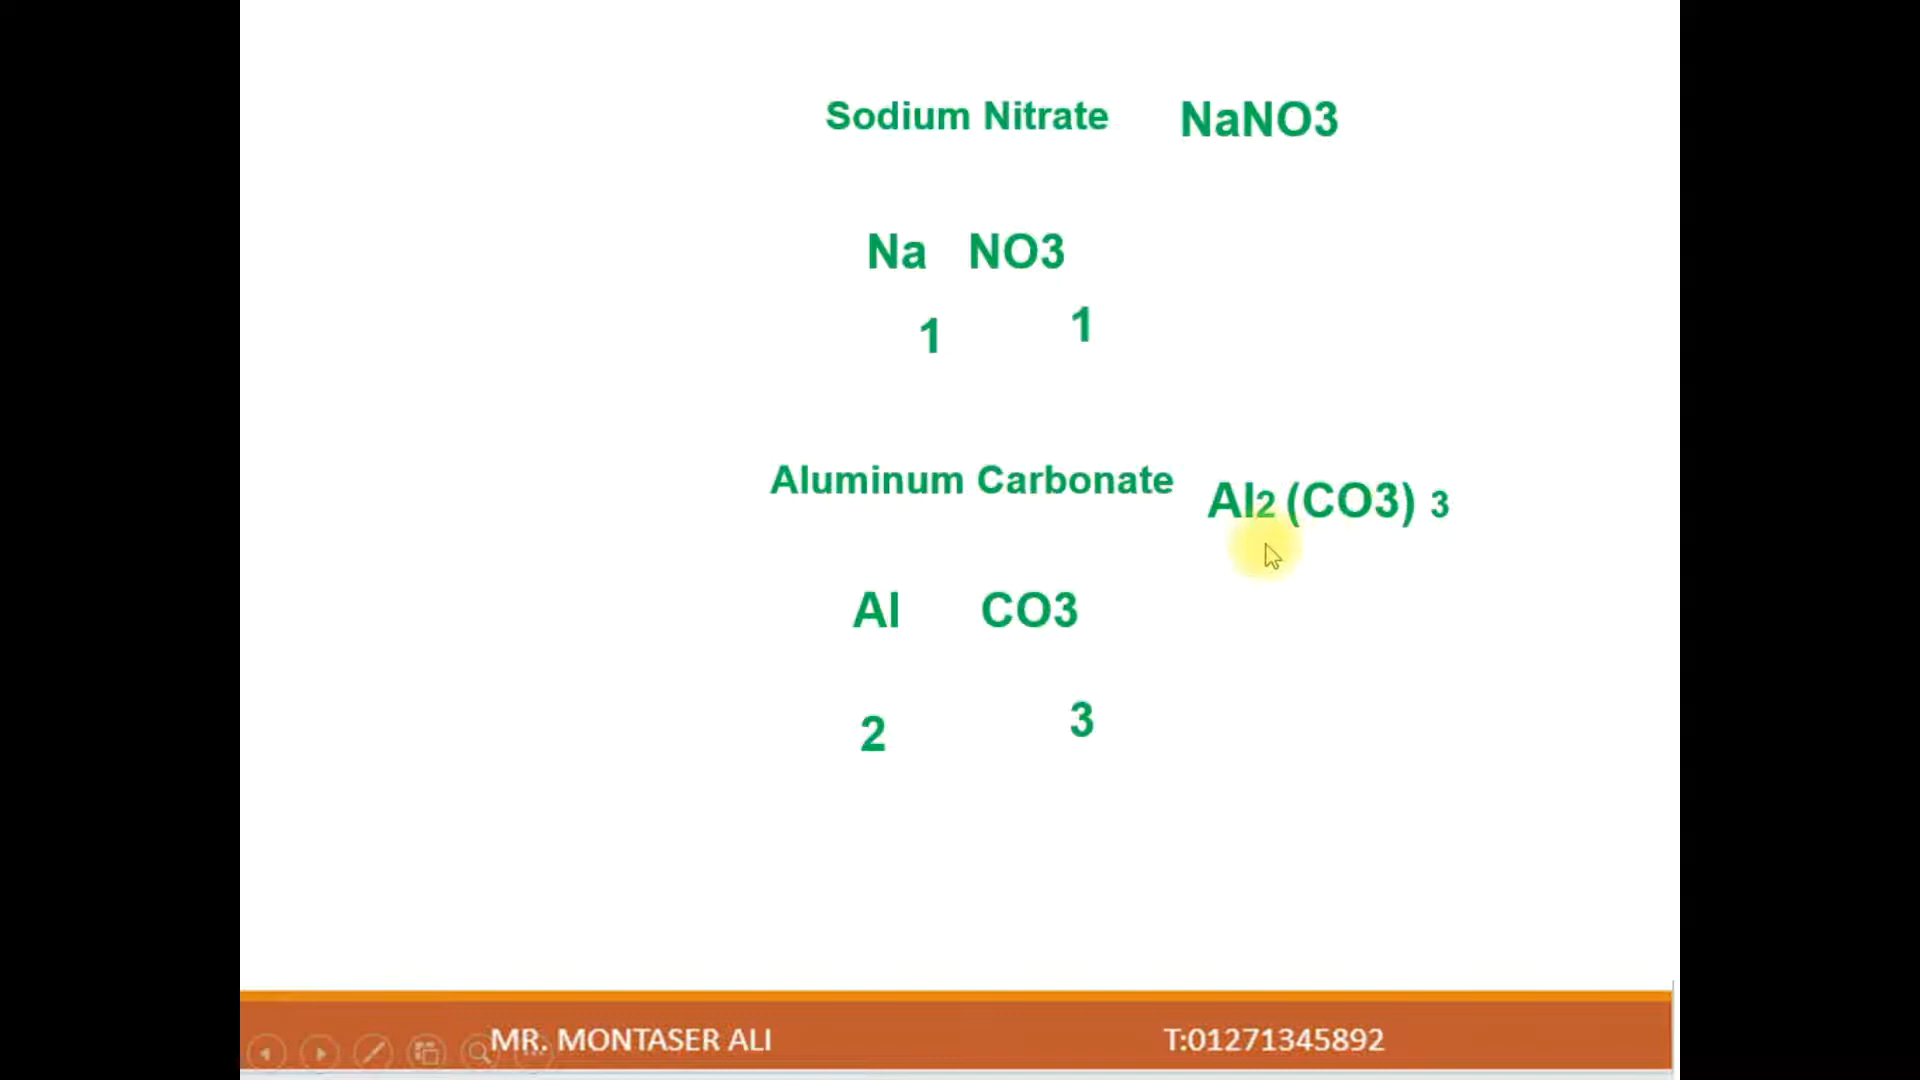 Sodium Nitrate NaNO3
Na NO3
1 1
Aluminum Carbonate Al2 (CO3) 3
Al CO3
2 3
MR. MONTASER ALI T:01271345892